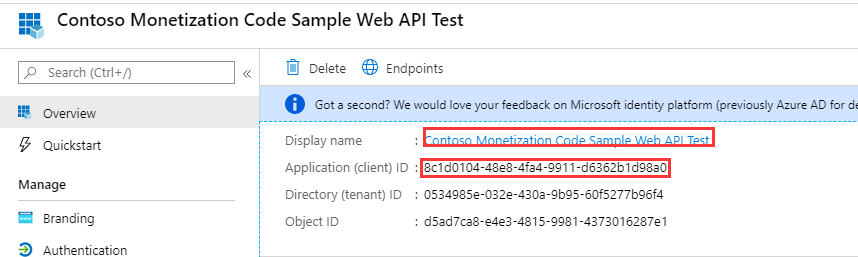 Contoso Monetization Code Sample Web API Test
Search (Ctrl+/)
«
Delete
Endpoints
Got a second? We would love your feedback on Microsoft identity platform (previously Azure AD for de
Overview
Quickstart
Manage
Branding
Authentication
Display name : Contoso Monetization Code Sample Web API Test
Application (client) ID : 8c1d0104-48e8-4fa4-9911-d6362b1d98a0
Directory (tenant) ID : 0534985e-032e-430a-9b95-60f5277b96f4
Object ID : d5ad7ca8-e4e3-4815-9981-4373016287e1